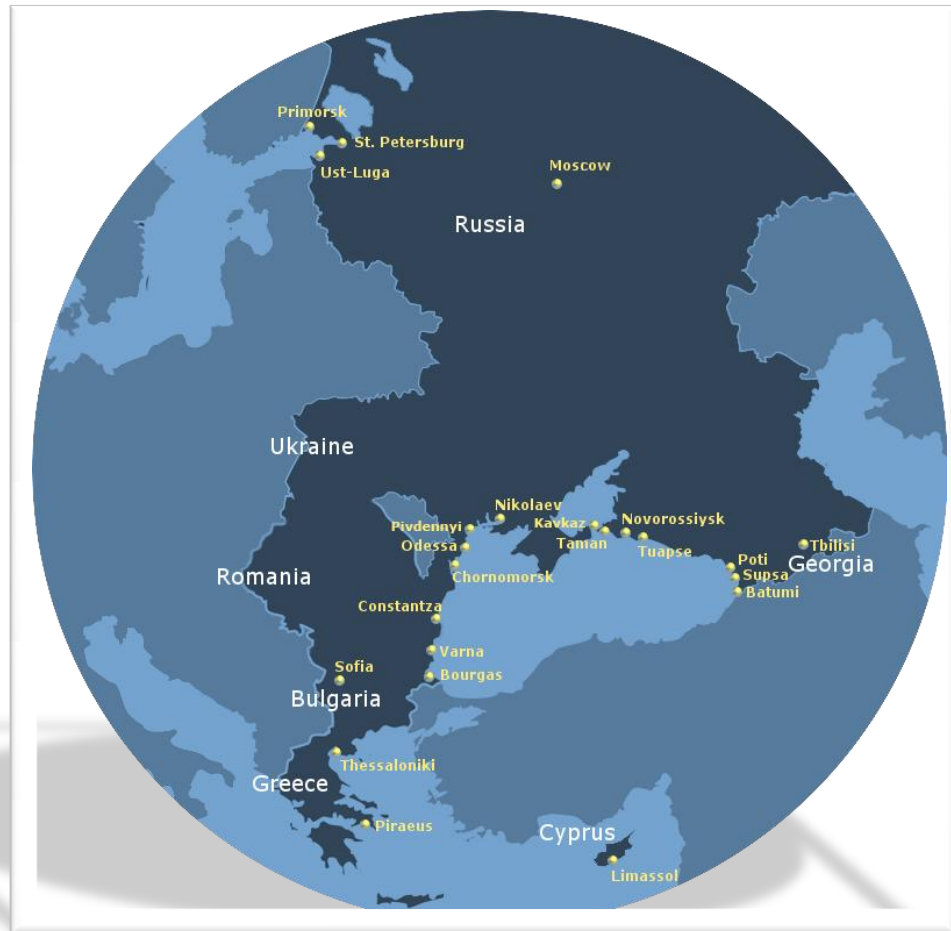 Primorsk
St. Petersburg
Ust-Luga
Moscow
Russia
Ukraine
Nikolaev
Pivdennyi
Kavkaz
Novorossiysk
Odessa
Taman
Tuapse
Tbilisi
Chornomorsk
Poti
Georgia
Romania
Supsa
Batumi
Constantza
Varna
Sofia
Bourgas
Bulgaria
Thessaloniki
Greece
Piraeus
Cyprus
Limassol